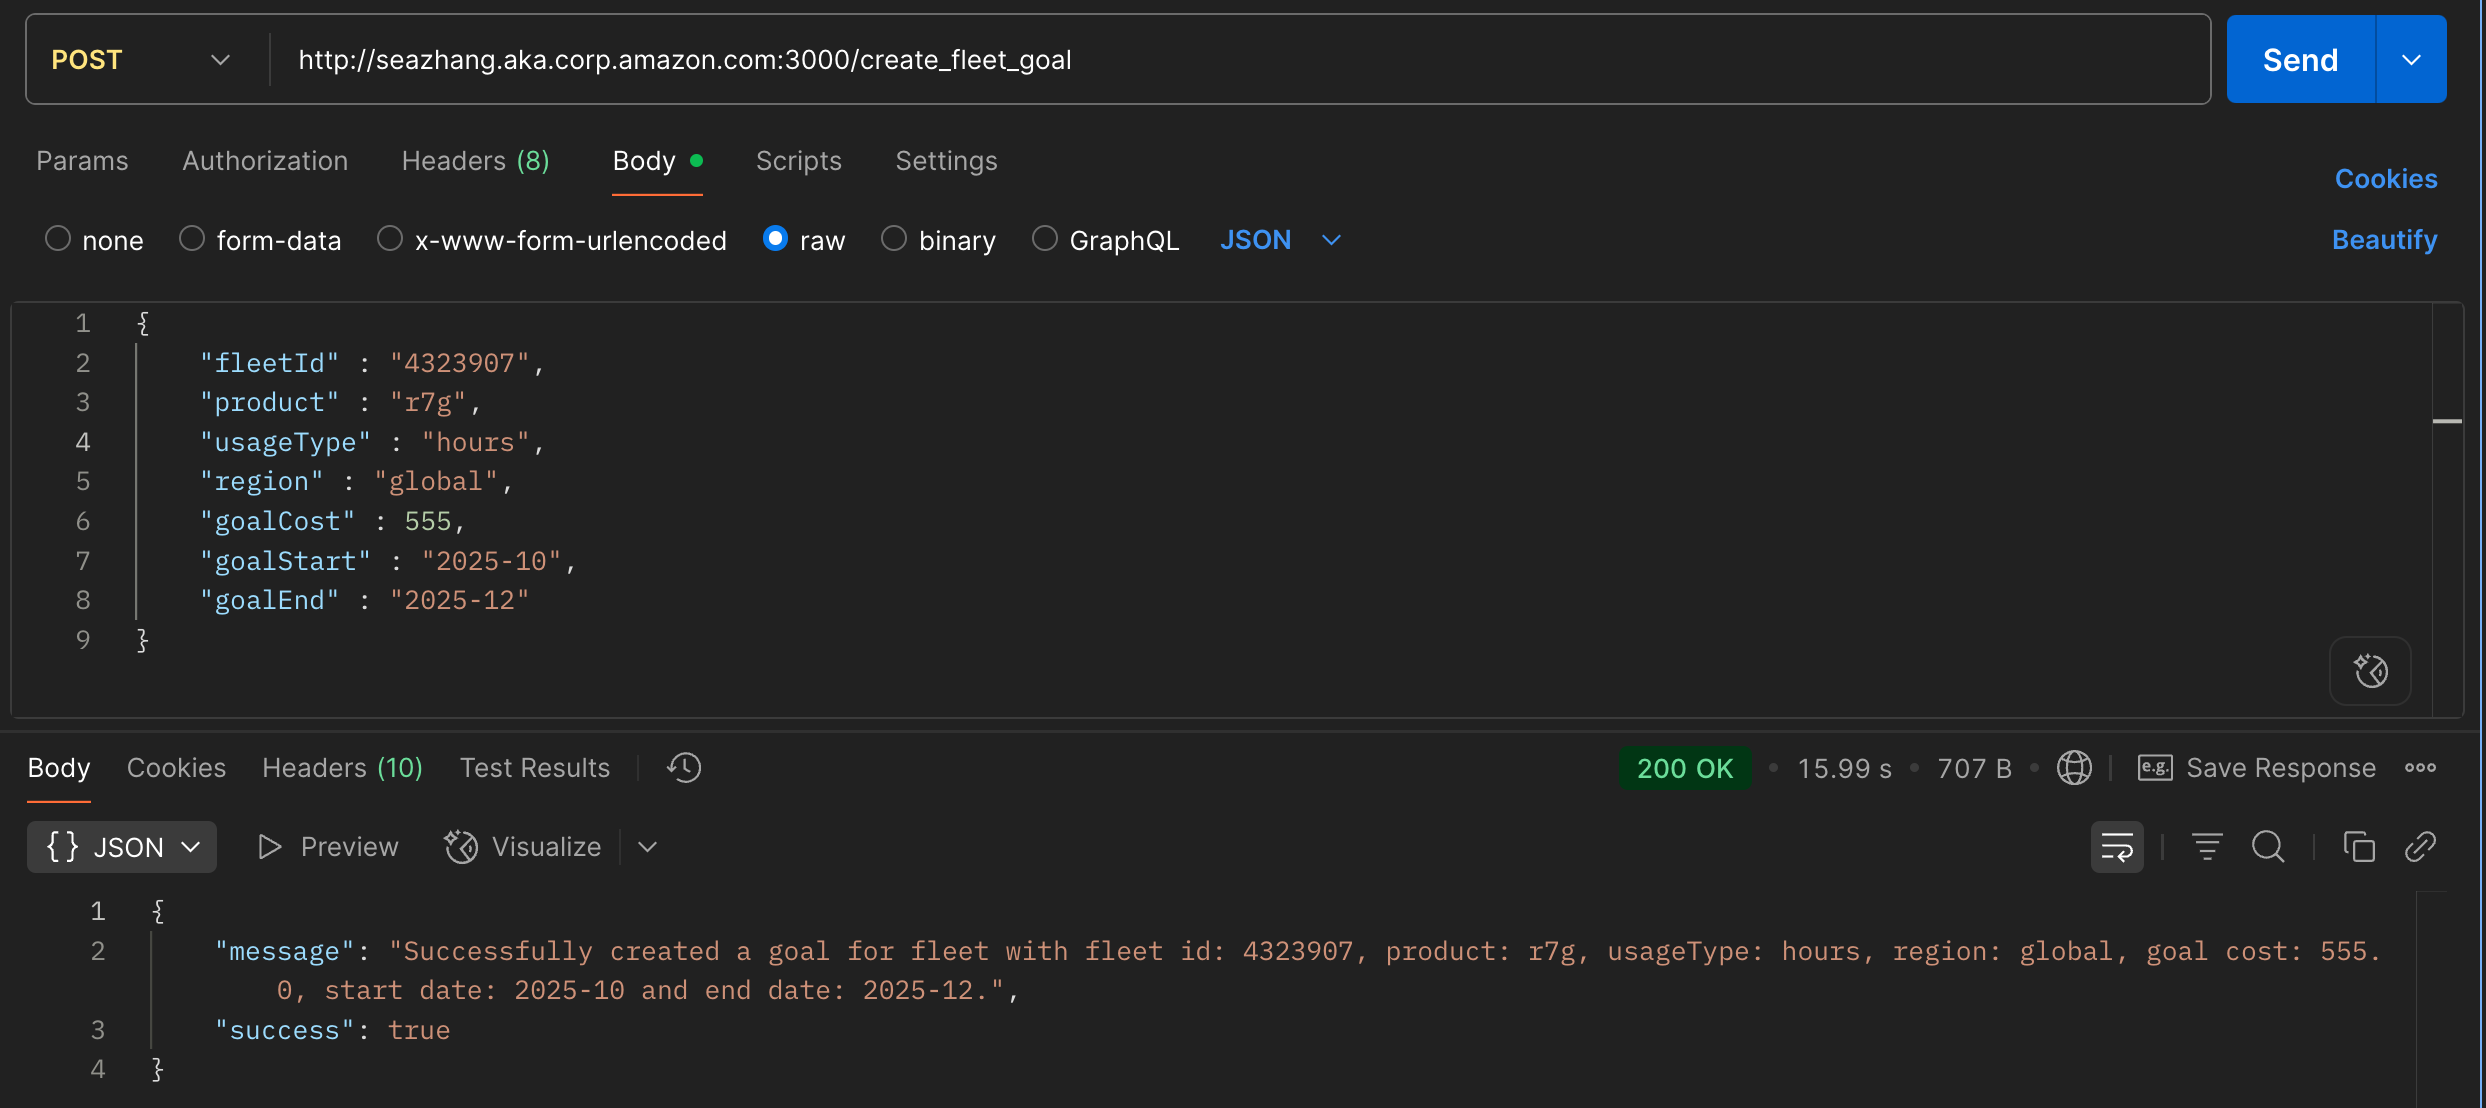 POST http://seazhang.aka.corp.amazon.com:3000/create_fleet_goal Send
Params Authorization Headers (8) Body Scripts Settings Cookies
none form-data x-www-form-urlencoded raw binary GraphQL JSON Beautify
1 {
2 "fleetId" : "4323907",
3 "product" : "r7g",
4 "usageType" : "hours",
5 "region" : "global",
6 "goalCost" : 555,
7 "goalStart" : "2025-10",
8 "goalEnd" : "2025-12"
9 }
Body Cookies Headers (10) Test Results 200 OK • 15.99 s • 707 B • e.g. Save Response
{} JSON Preview Visualize
1 {
2 "message": "Successfully created a goal for fleet with fleet id: 4323907, product: r7g, usageType: hours, region: global, goal cost: 555.
0, start date: 2025-10 and end date: 2025-12.",
3 "success": true
4 }